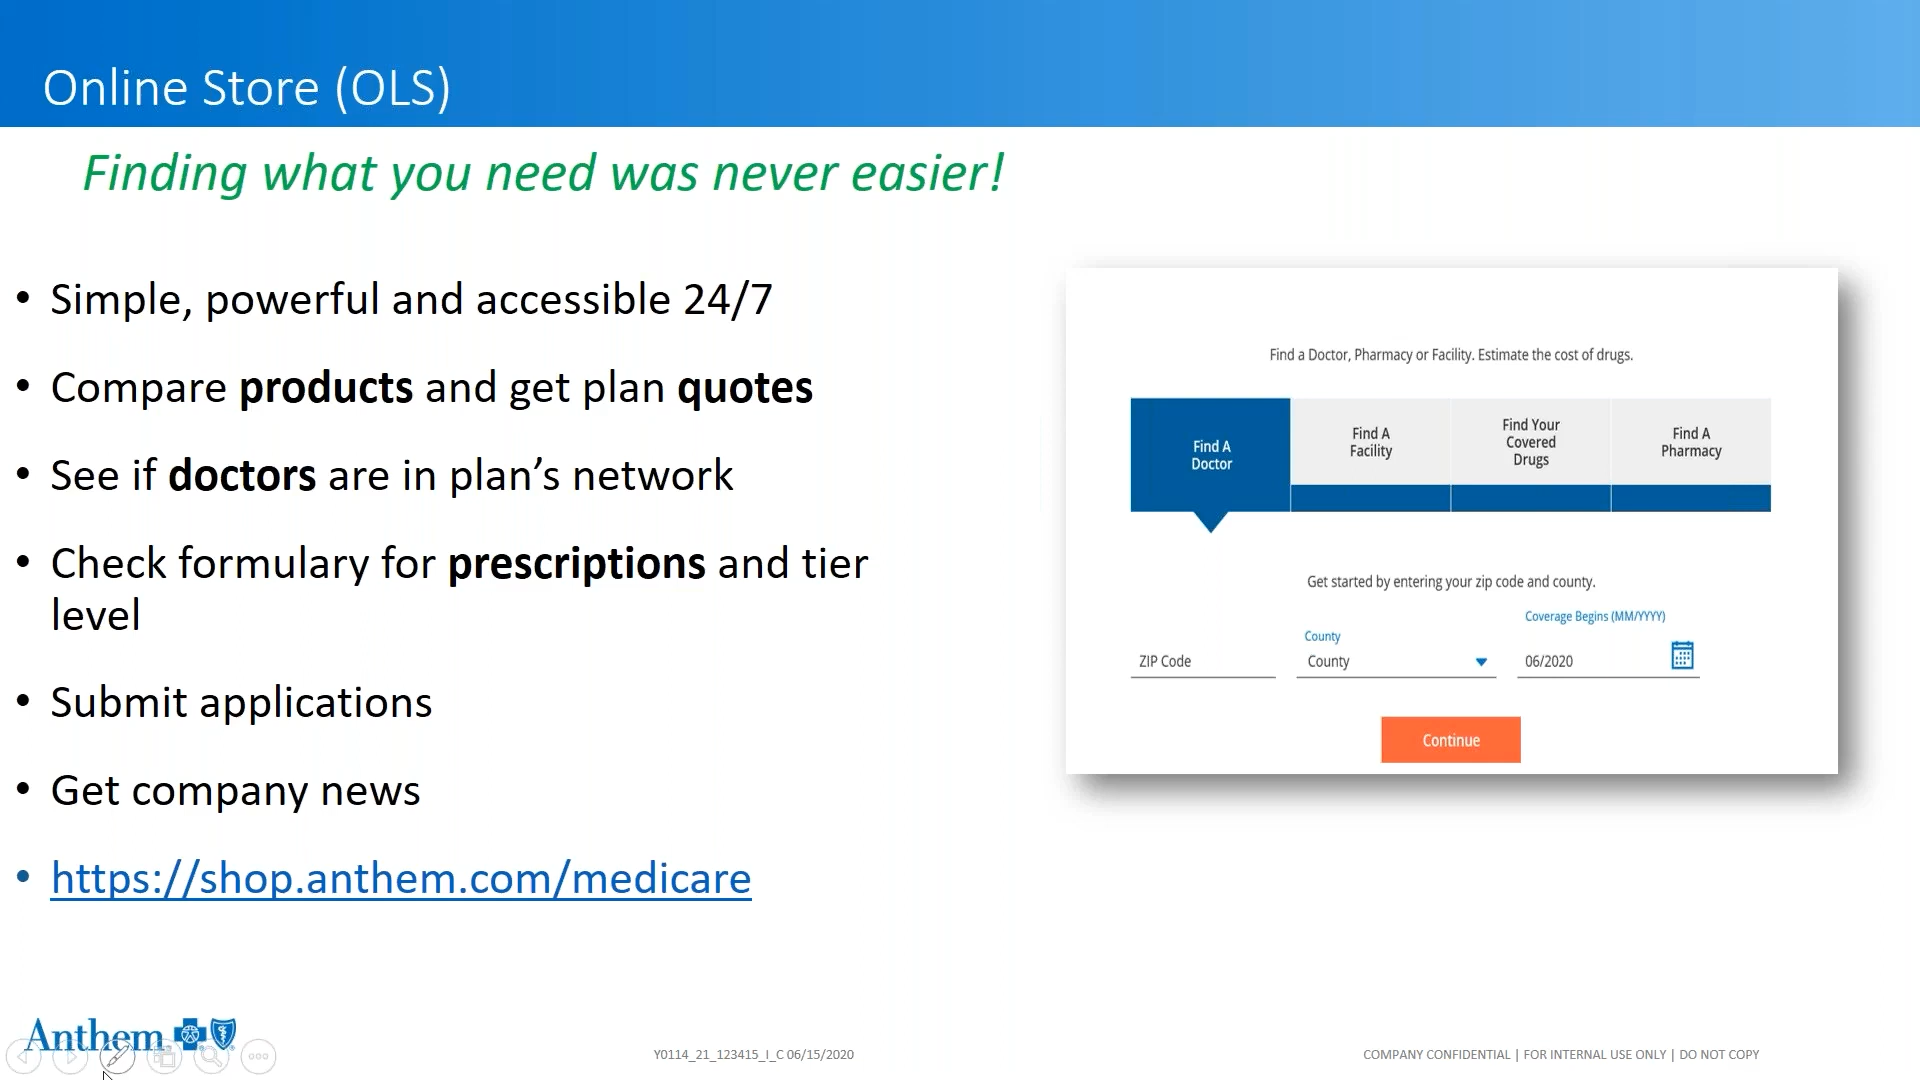 Online Store (OLS)
Finding what you need was never easier!
• Simple, powerful and accessible 24/7
• Compare products and get plan quotes
• See if doctors are in plan’s network
• Check formulary for prescriptions and tier
level
• Submit applications
• Get company news
• https://shop.anthem.com/medicare
Find a Doctor, Pharmacy or Facility. Estimate the cost of drugs.
Find A
Doctor
Find A
Facility
Find Your
Covered
Drugs
Find A
Pharmacy
Get started by entering your zip code and county.
ZIP Code
County
County
Coverage Begins (MM/YYYY)
06/2020
Continue
Anthem
Y0114_21_123415_I_C 06/15/2020
COMPANY CONFIDENTIAL | FOR INTERNAL USE ONLY | DO NOT COPY